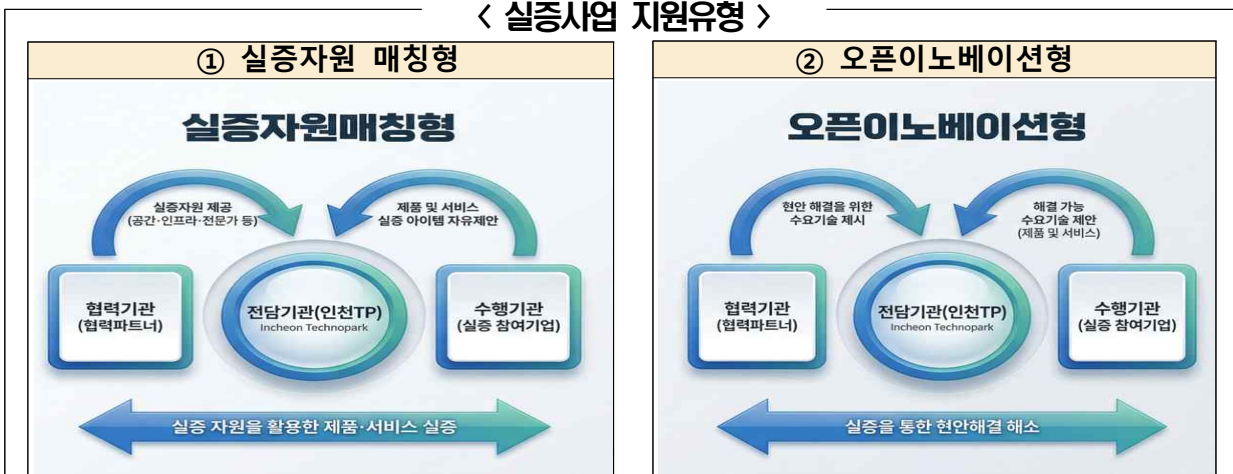 < 실증사업 지원유형 >
① 실증자원 매칭형
실증자원매칭형
실증자원 제공
(공간·인프라·전문가 등)
제품 및 서비스
실증 아이템 자유제안
협력기관
(협력파트너)
전담기관(인천TP)
Incheon Technopark
수행기관
(실증 참여기업)
실증 자원을 활용한 제품·서비스 실증
② 오픈이노베이션형
오픈이노베이션형
현안 해결을 위한
수요기술 제시
해결 가능
수요기술 제안
(제품 및 서비스)
협력기관
(협력파트너)
전담기관(인천TP)
Incheon Technopark
수행기관
(실증 참여기업)
실증을 통한 현안해결 해소